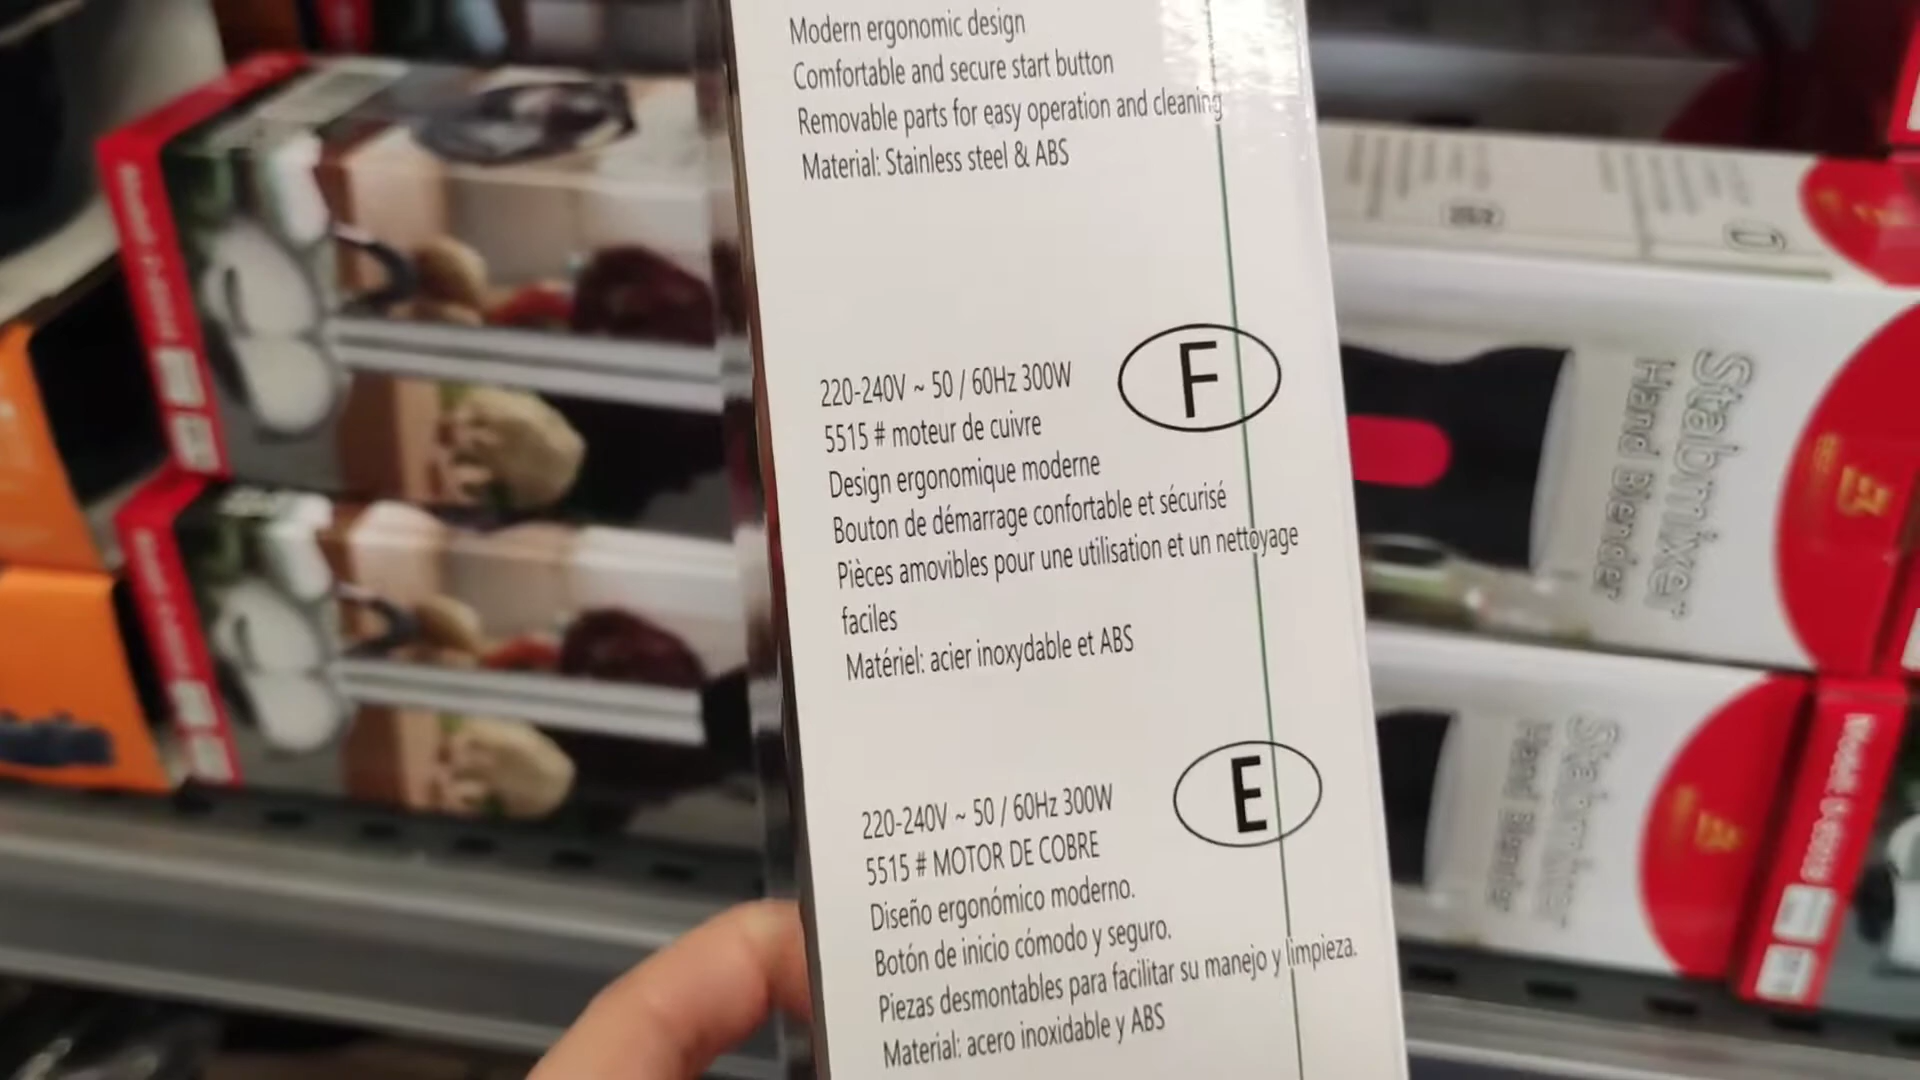 Modern ergonomic design
Comfortable and secure start button
Removable parts for easy operation and cleaning
Material: Stainless steel & ABS
F
220-240V ~ 50 / 60Hz 300W
5515 # moteur de cuivre
Design ergonomique moderne
Bouton de démarrage confortable et sécurisé
Pièces amovibles pour une utilisation et un nettoyage
faciles
Matériel: acier inoxydable et ABS
E
220-240V ~ 50 / 60Hz 300W
5515 # MOTOR DE COBRE
Diseño ergonómico moderno.
Botón de inicio cómodo y seguro.
Piezas desmontables para facilitar su manejo y limpieza.
Material: acero inoxidable y ABS
Stabmixer
Hand Blender
Stabmixer
Hand Blender